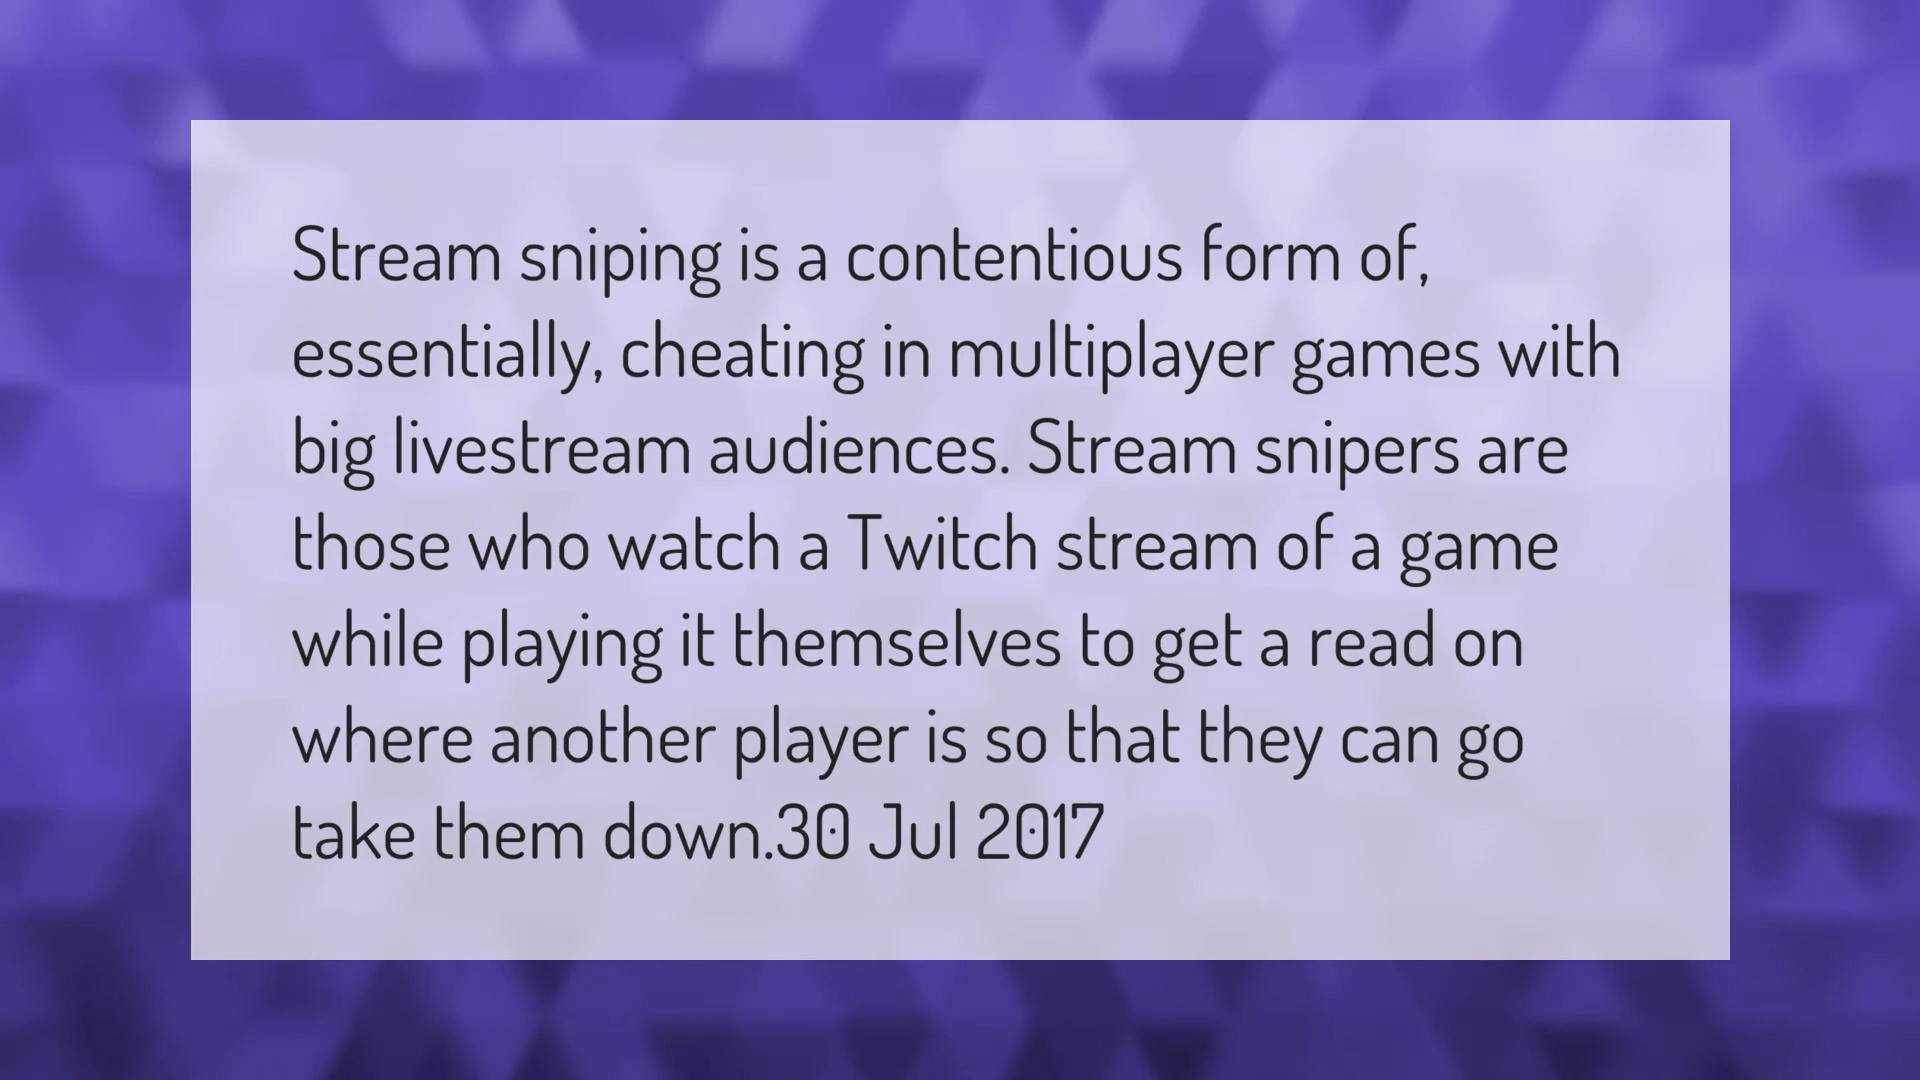 Stream sniping is a contentious form of,
essentially, cheating in multiplayer games with
big livestream audiences. Stream snipers are
those who watch a Twitch stream of a game
while playing it themselves to get a read on
where another player is so that they can go
take them down.30 Jul 2017